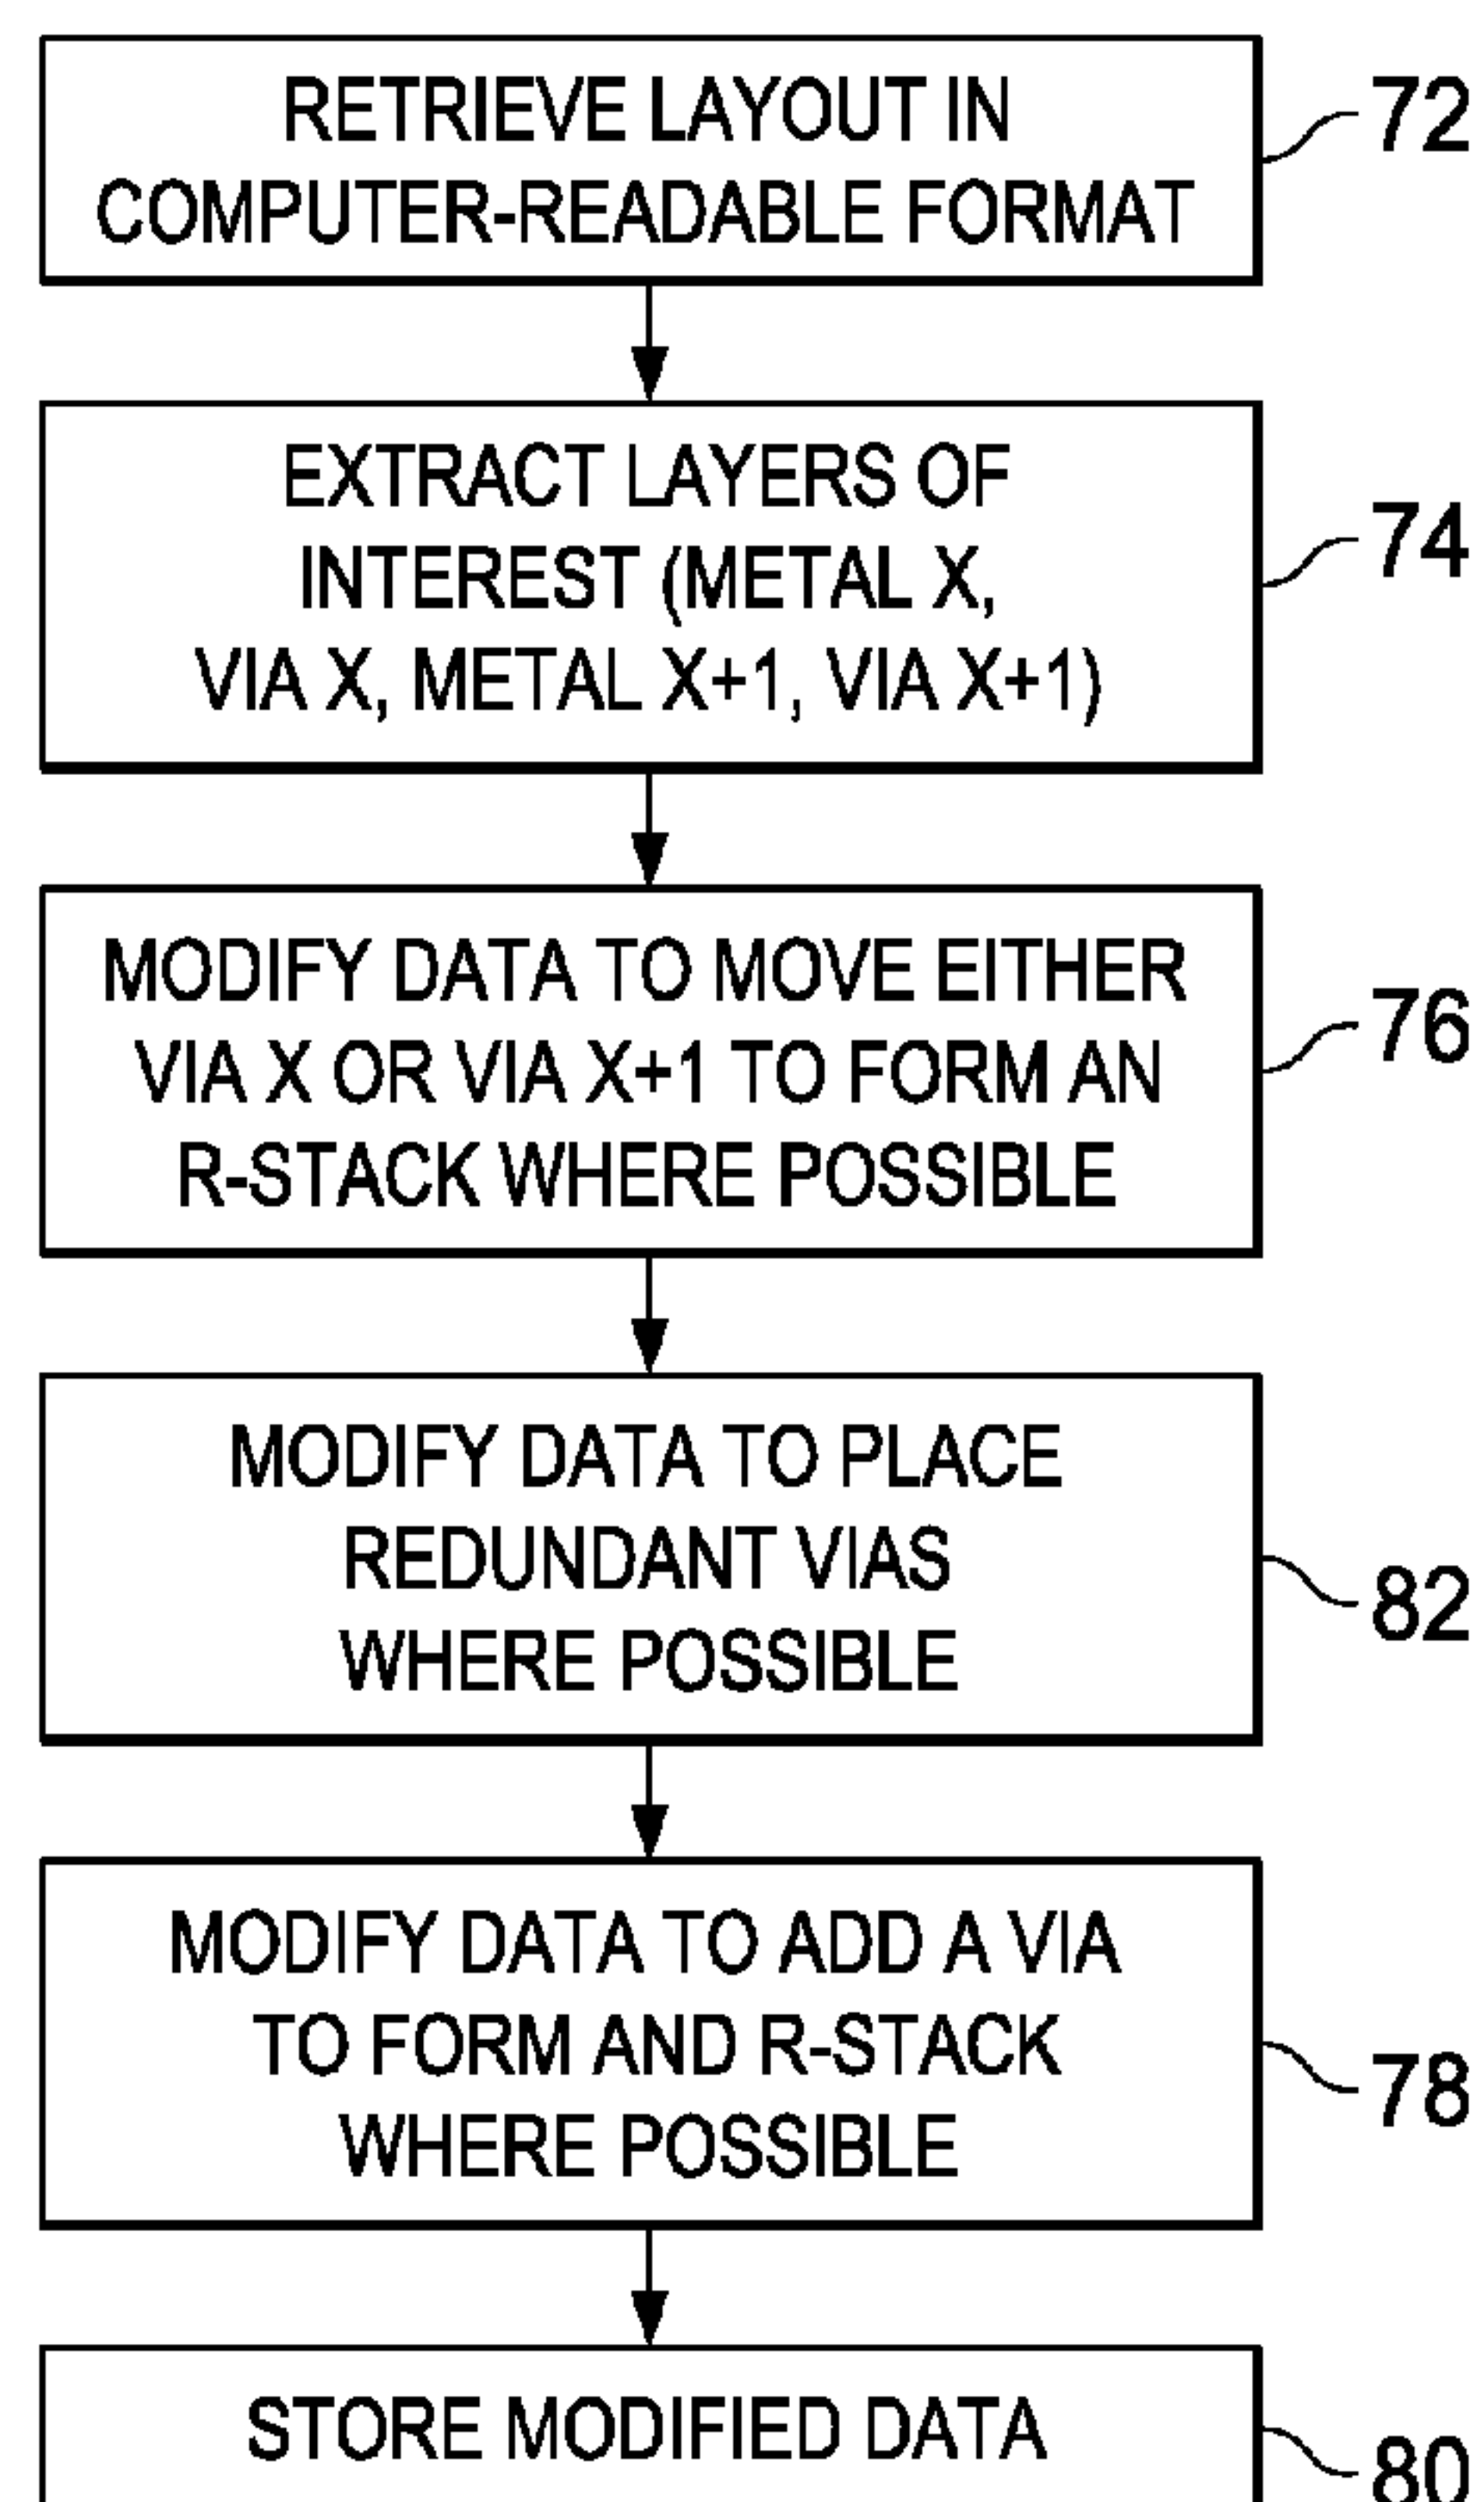 RETRIEVE LAYOUT IN
COMPUTER-READABLE FORMAT
72
EXTRACT LAYERS OF
INTEREST (METAL X,
VIA X, METAL X+1, VIA X+1)
74
MODIFY DATA TO MOVE EITHER
VIA X OR VIA X+1 TO FORM AN
R-STACK WHERE POSSIBLE
76
MODIFY DATA TO PLACE
REDUNDANT VIAS
WHERE POSSIBLE
82
MODIFY DATA TO ADD A VIA
TO FORM AND R-STACK
WHERE POSSIBLE
78
STORE MODIFIED DATA
80